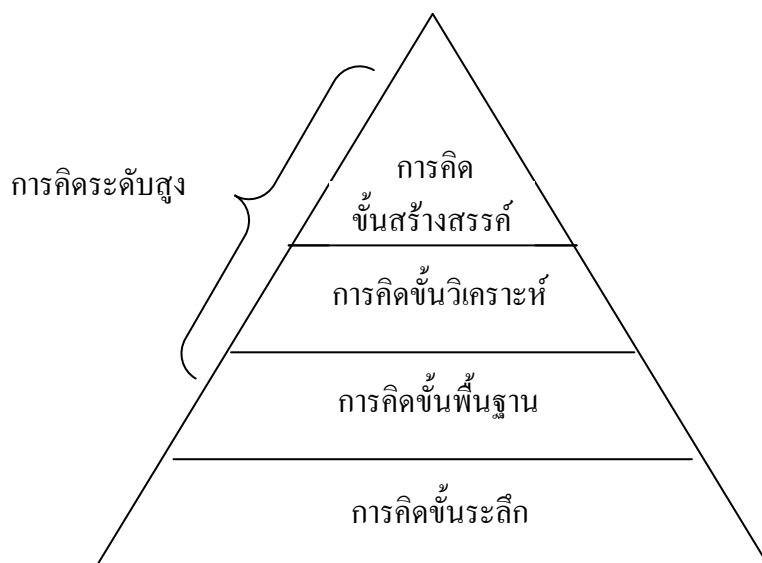 การคิด
การคิดระดับสูง
ขั้นสร้างสรรค์
การคิดขั้นวิเคราะห์
การคิดขั้นพื้นฐาน
การคิดขั้นระลึก